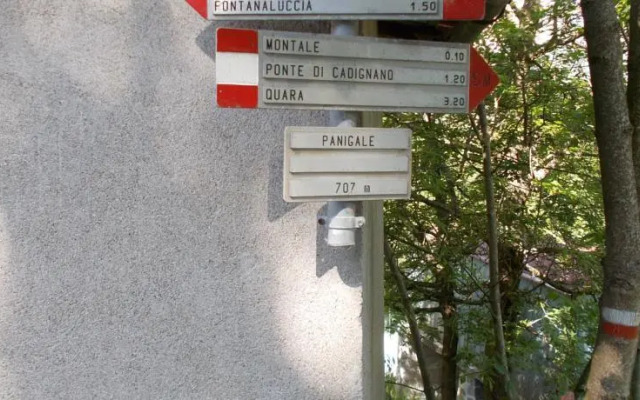 FONTANALUCCIA 1.50
MONTALE 0.10
PONTE DI CADIGNANO 1.20
QUARA 3.20
PANIGALE
707 m